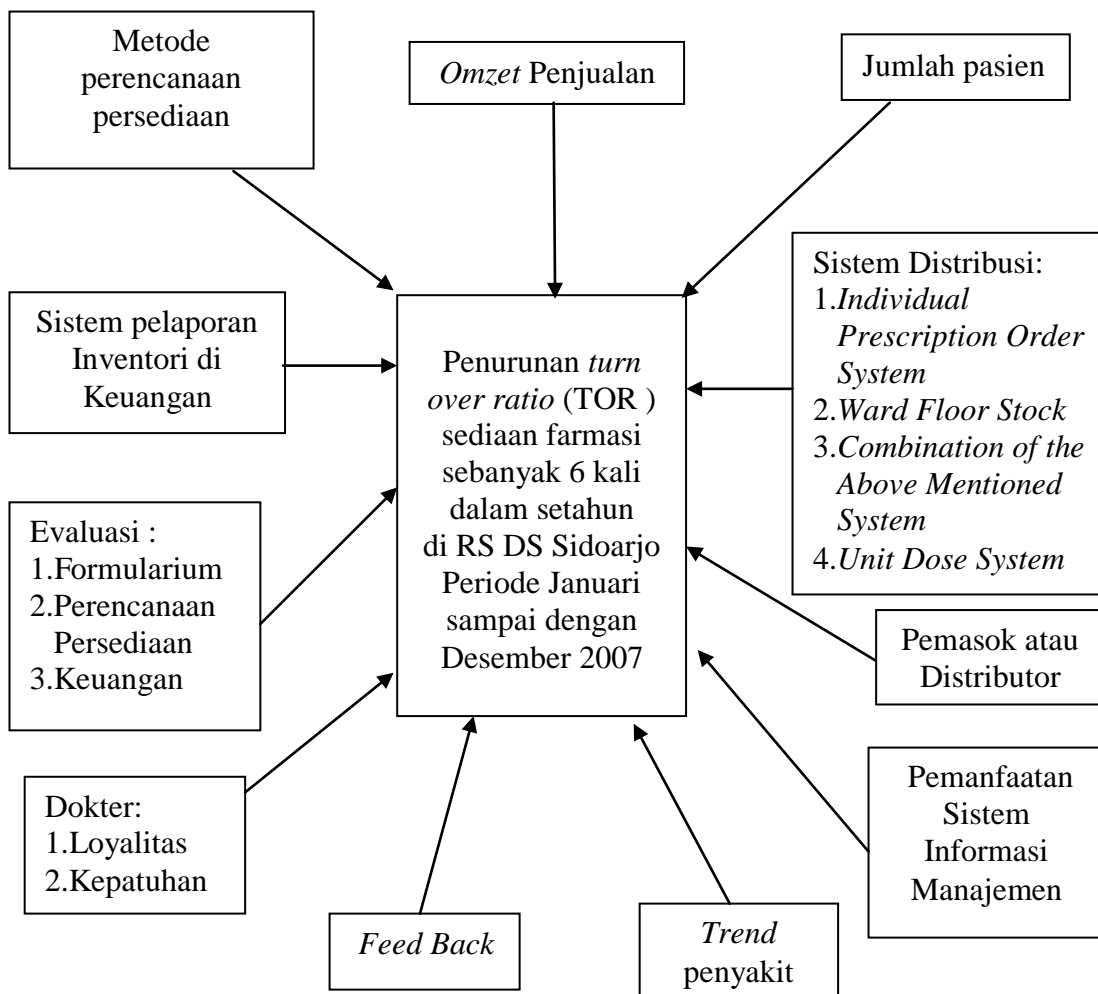 Metode
perencanaan
persediaan
Omzet Penjualan
Jumlah pasien
Sistem pelaporan
Inventori di
Keuangan
Penurunan turn
over ratio (TOR )
sediaan farmasi
sebanyak 6 kali
dalam setahun
di RS DS Sidoarjo
Periode Januari
sampai dengan
Desember 2007
Sistem Distribusi:
1.Individual
Prescription Order
System
2.Ward Floor Stock
3.Combination of the
Above Mentioned
System
4.Unit Dose System
Evaluasi :
1.Formularium
2.Perencanaan
Persediaan
3.Keuangan
Pemasok atau
Distributor
Dokter:
1.Loyalitas
2.Kepatuhan
Pemanfaatan
Sistem
Informasi
Manajemen
Feed Back
Trend
penyakit